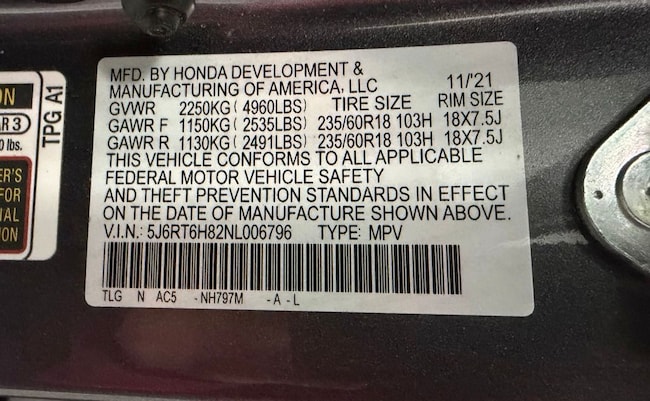 MFD. BY HONDA DEVELOPMENT &
MANUFACTURING OF AMERICA, LLC 11/'21
GVWR 2250KG ( 4960LBS) TIRE SIZE RIM SIZE
GAWR F 1150KG ( 2535LBS) 235/60R18 103H 18X7.5J
GAWR R 1130KG ( 2491LBS) 235/60R18 103H 18X7.5J
THIS VEHICLE CONFORMS TO ALL APPLICABLE
FEDERAL MOTOR VEHICLE SAFETY
AND THEFT PREVENTION STANDARDS IN EFFECT
ON THE DATE OF MANUFACTURE SHOWN ABOVE.
V.I.N.: 5J6RT6H82NL006796 TYPE: MPV
TLG N AC5 - NH797M - A - L
TPG A1